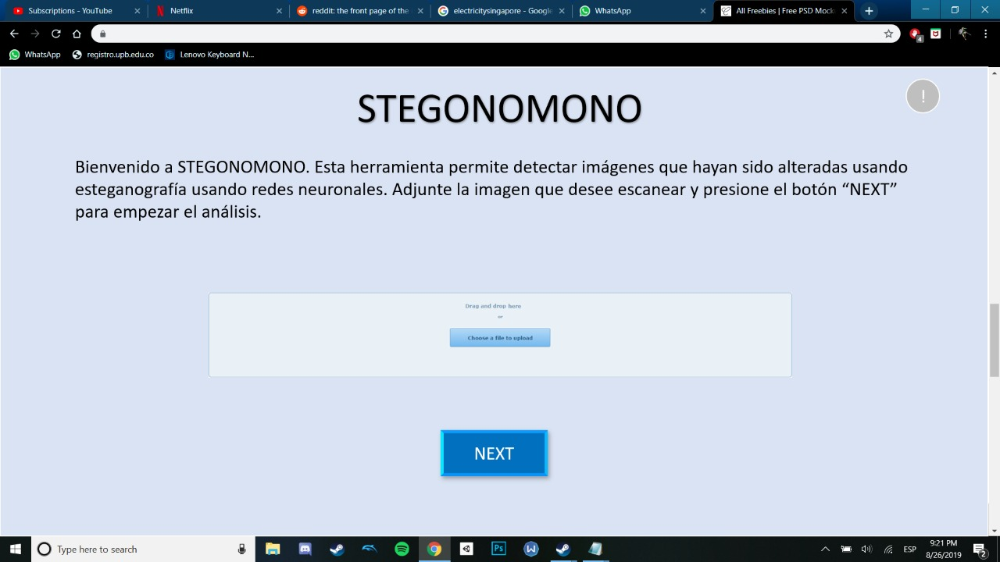 Subscriptions - YouTube
Netflix
reddit: the front page of the
electricitysingapore - Google
WhatsApp
All Freebies | Free PSD Mock
4
WhatsApp
registro.upb.edu.co
Lenovo Keyboard N...
STEGONOMONO
!
Bienvenido a STEGONOMONO. Esta herramienta permite detectar imágenes que hayan sido alteradas usando
esteganografía usando redes neuronales. Adjunte la imagen que desee escanear y presione el botón “NEXT”
para empezar el análisis.
Drag and drop here
or
Choose a file to upload
NEXT
Type here to search
Ps
W
ESP
9:21 PM
8/26/2019
2